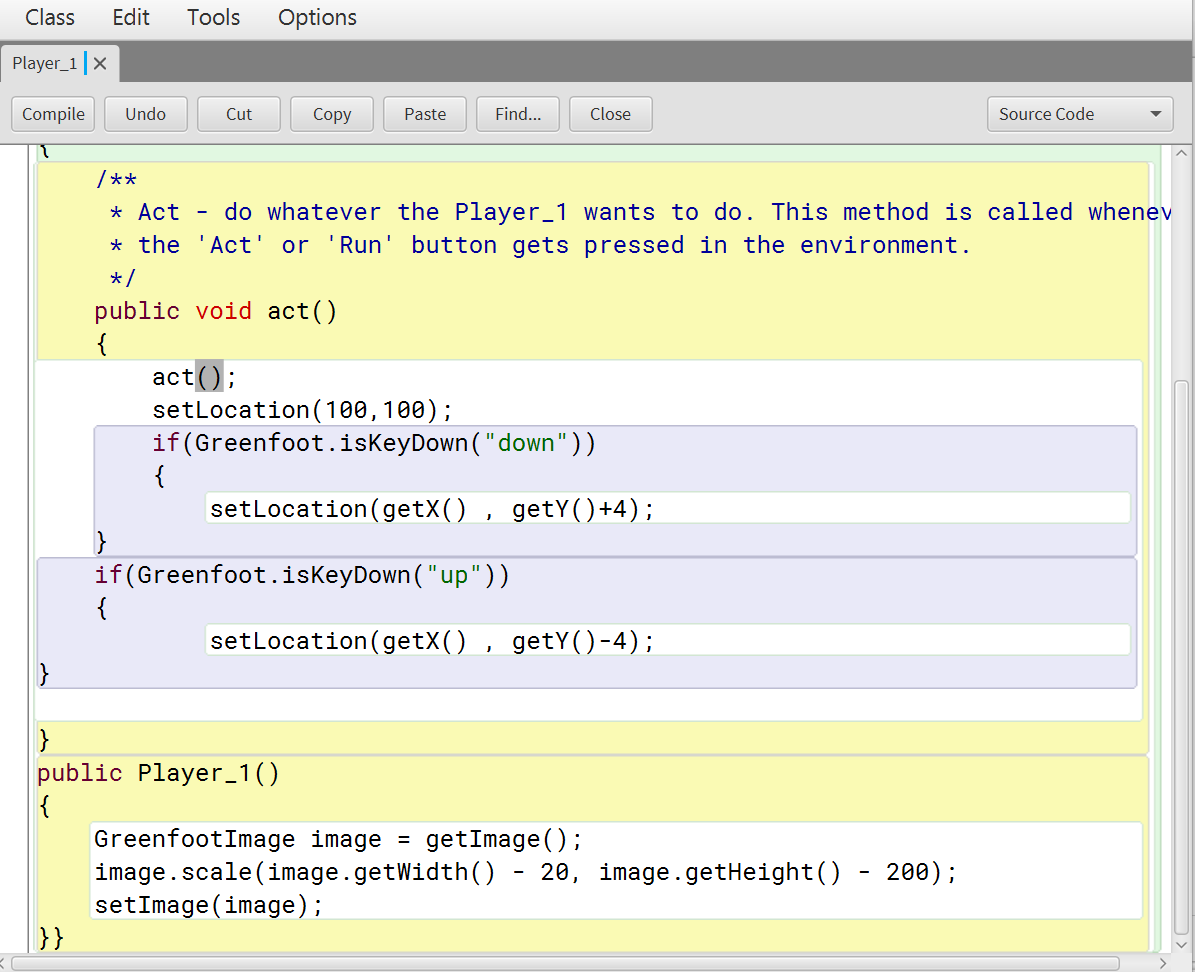 Class Edit Tools Options
Player_1
Compile Undo Cut Copy Paste Find... Close Source Code
{
/**
* Act - do whatever the Player_1 wants to do. This method is called whenev
* the 'Act' or 'Run' button gets pressed in the environment.
*/
public void act()
{
act();
setLocation(100,100);
if(Greenfoot.isKeyDown("down"))
{
setLocation(getX() , getY()+4);
}
if(Greenfoot.isKeyDown("up"))
{
setLocation(getX() , getY()-4);
}
}
public Player_1()
{
GreenfootImage image = getImage();
image.scale(image.getWidth() - 20, image.getHeight() - 200);
setImage(image);
}}